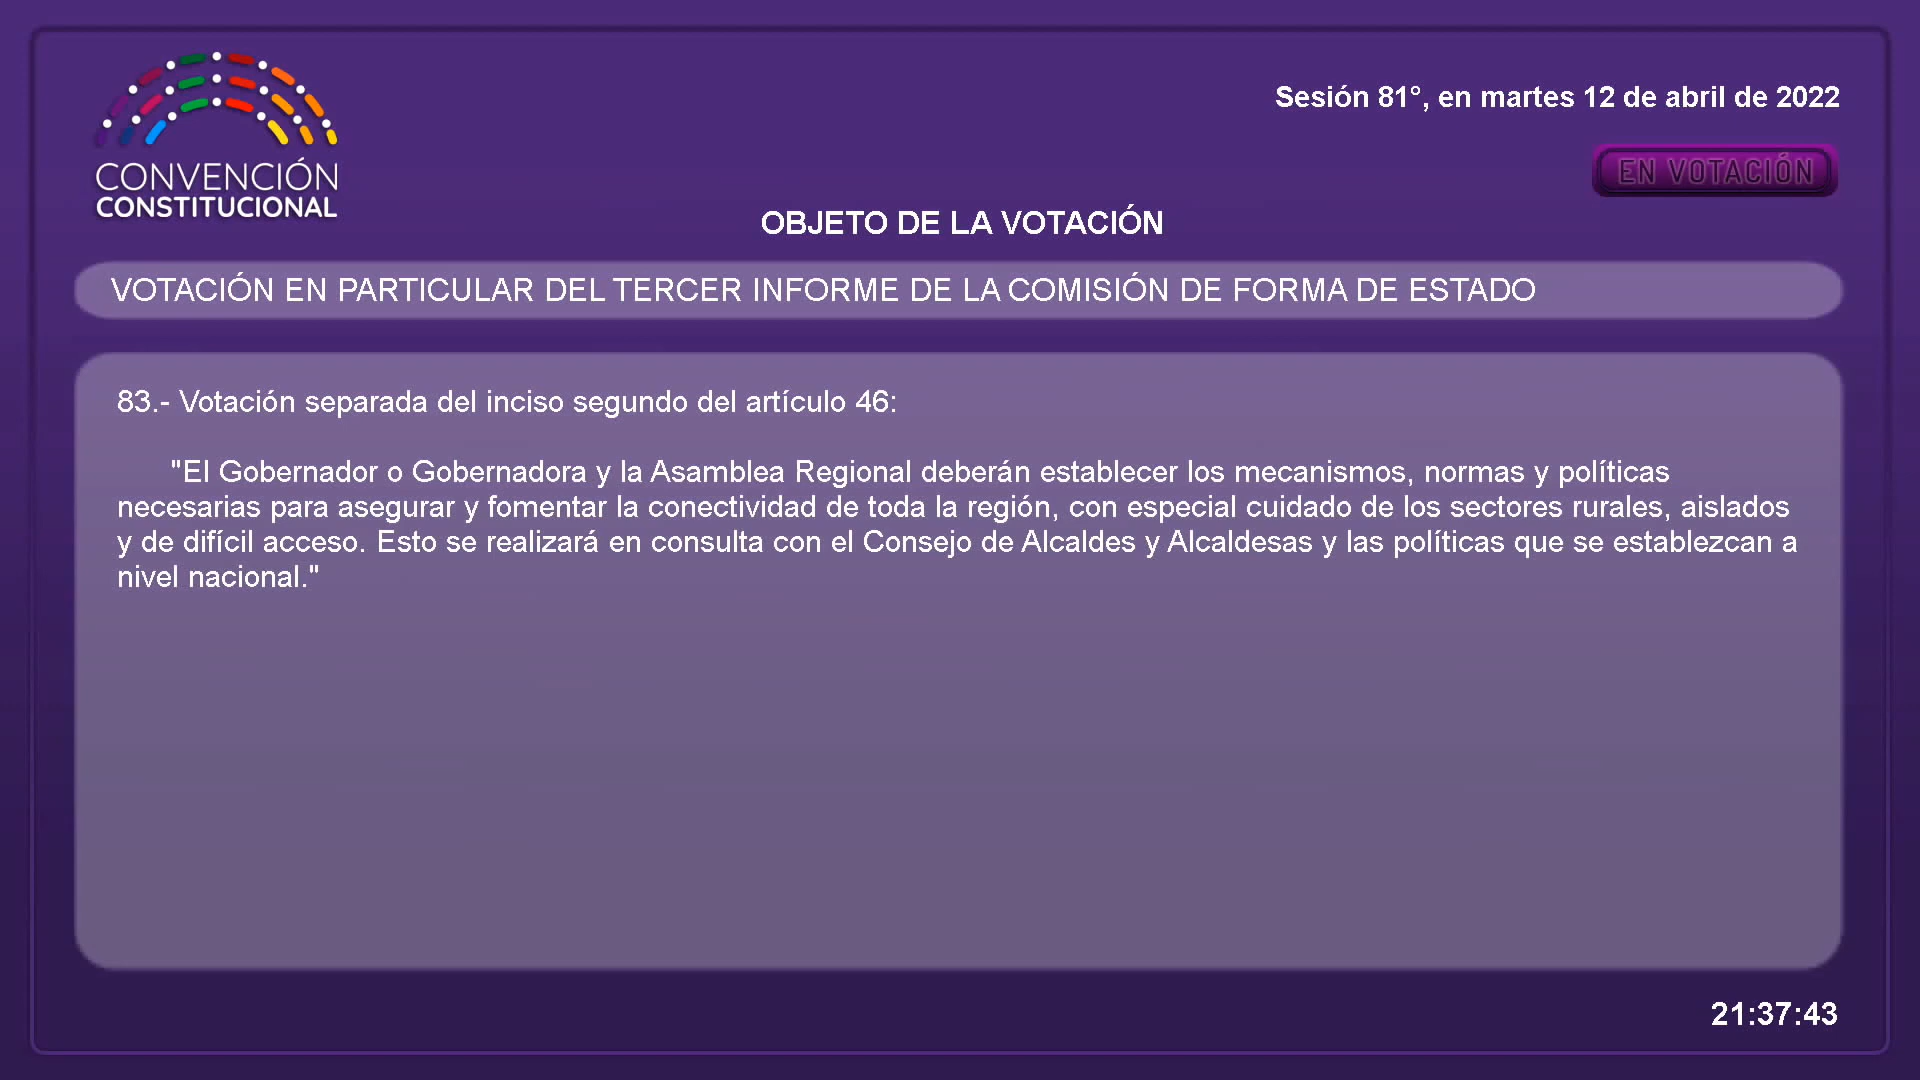 CONVENCIÓN
CONSTITUCIONAL
Sesión 81°, en martes 12 de abril de 2022
EN VOTACIÓN
OBJETO DE LA VOTACIÓN
VOTACIÓN EN PARTICULAR DEL TERCER INFORME DE LA COMISIÓN DE FORMA DE ESTADO
83.- Votación separada del inciso segundo del artículo 46:
"El Gobernador o Gobernadora y la Asamblea Regional deberán establecer los mecanismos, normas y políticas
necesarias para asegurar y fomentar la conectividad de toda la región, con especial cuidado de los sectores rurales, aislados
y de difícil acceso. Esto se realizará en consulta con el Consejo de Alcaldes y Alcaldesas y las políticas que se establezcan a
nivel nacional."
21:37:43